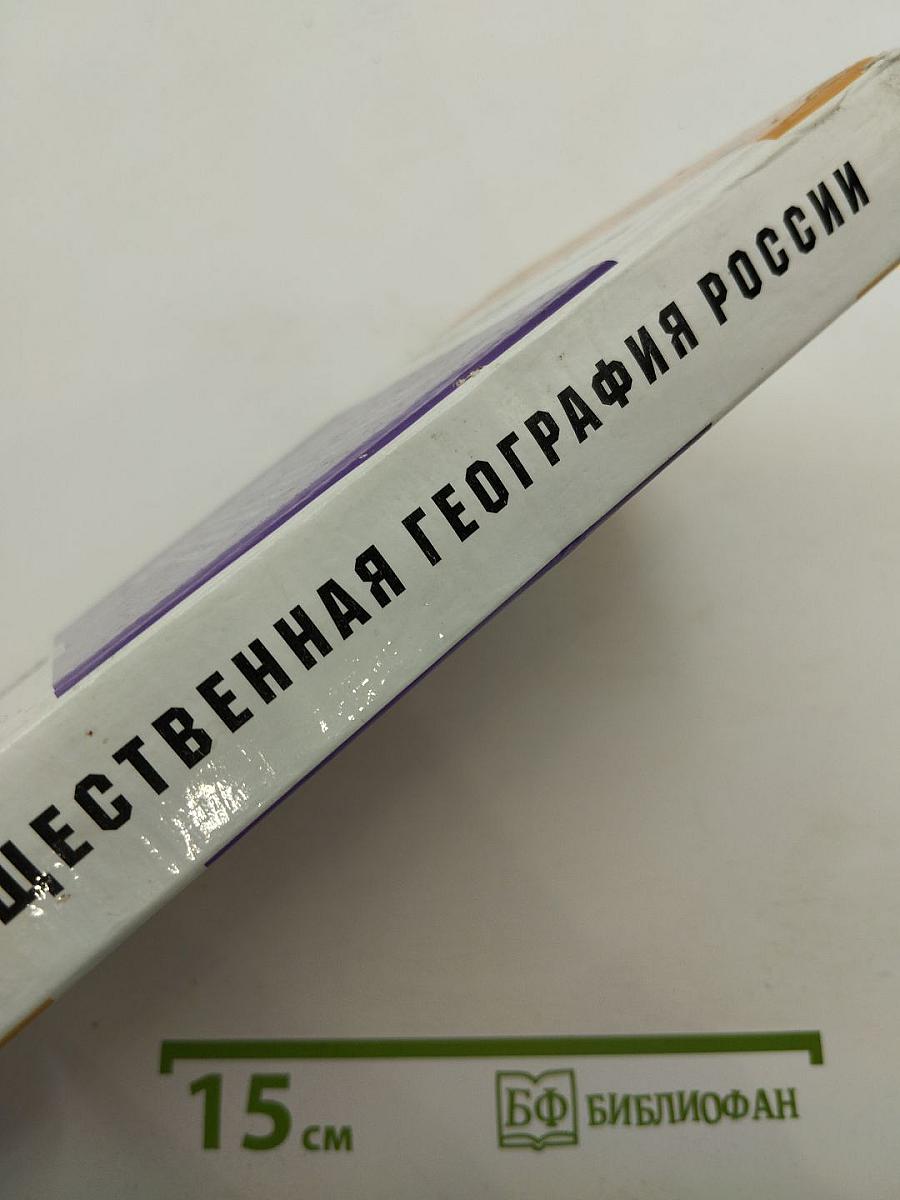 ЩЕСТВЕННАЯ ГЕОГРАФИЯ РОССИИ
15 см
БФ БИБЛИОФАН